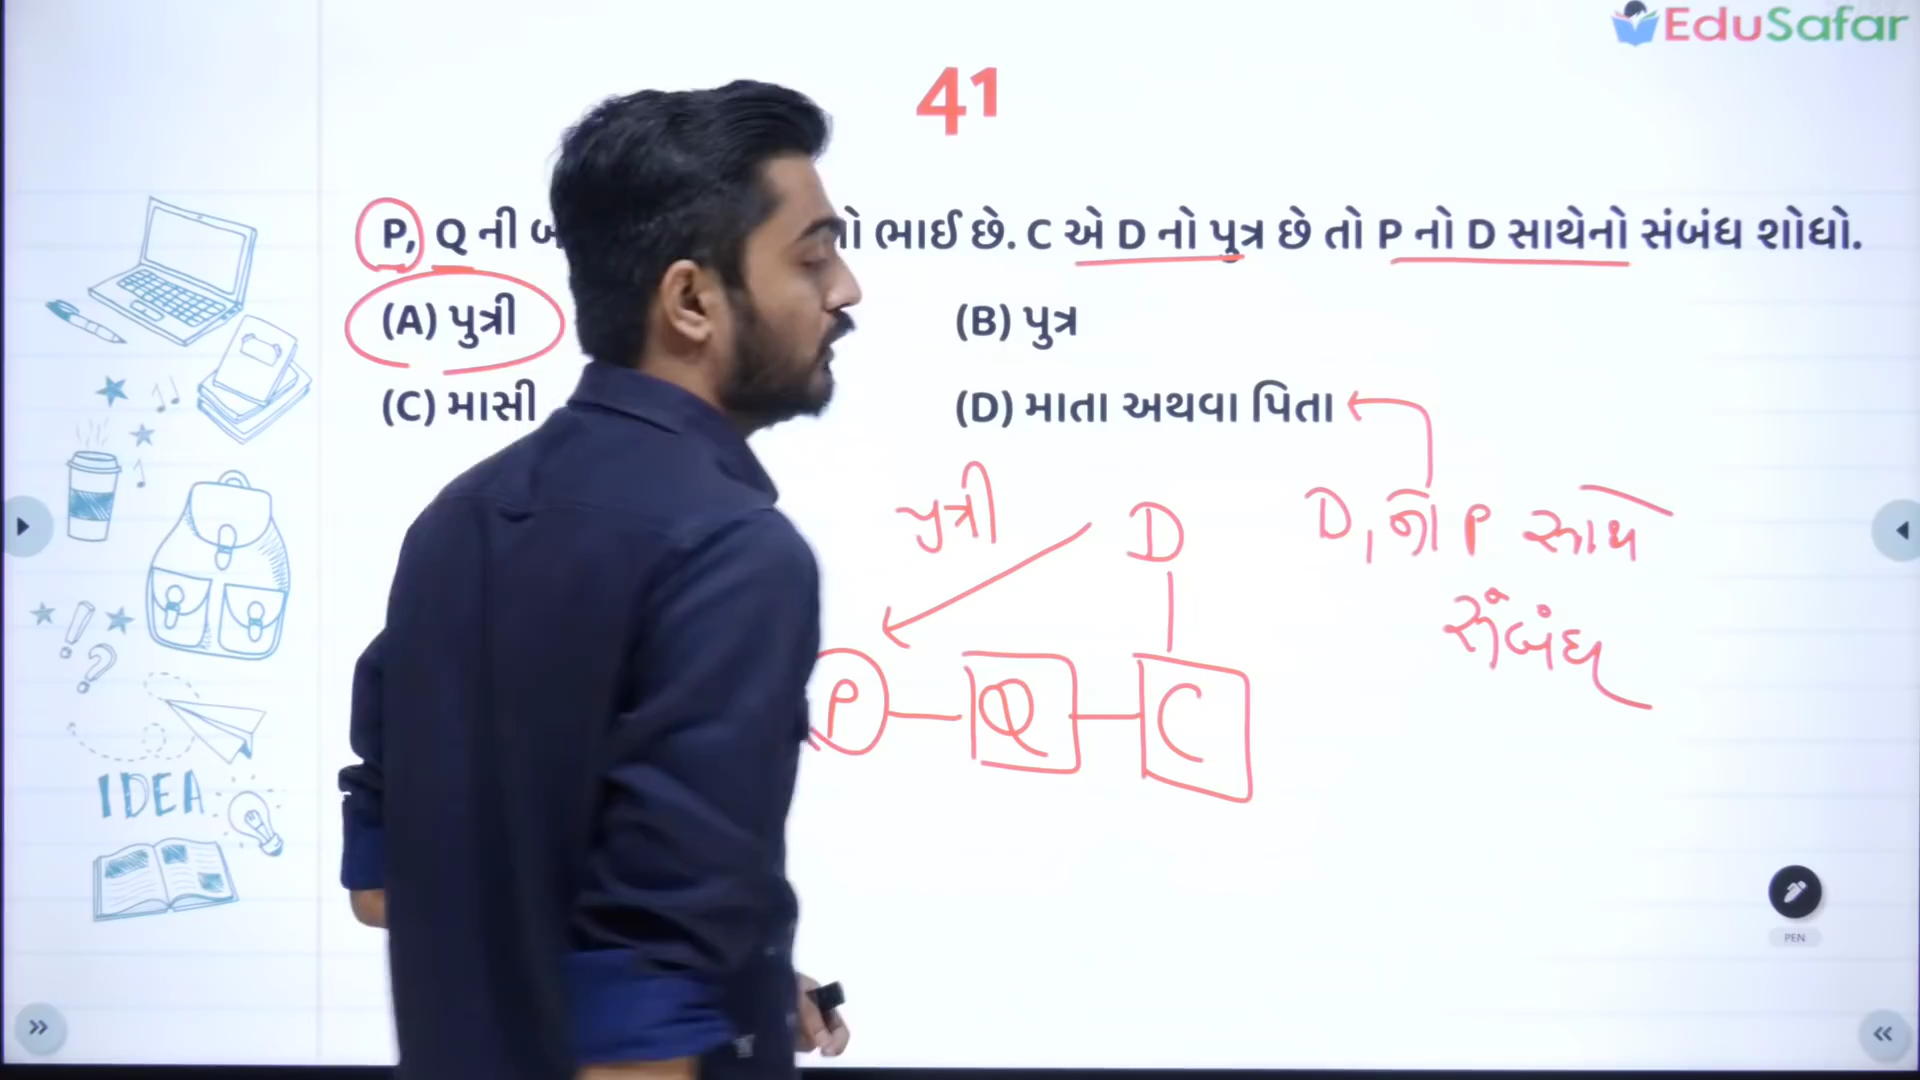 EduSafar
41
P, Q ની ભાઈ છે. C એ D નો પુત્ર છે તો P નો D સાથેનો સંબંધ શોધો.
(A) પુત્રી
(B) પુત્ર
(C) માસી
(D) માતા અથવા પિતા
પુત્રી
D
D, નો P સાથે
સંબંધ
P Q C
IDEA
PEN